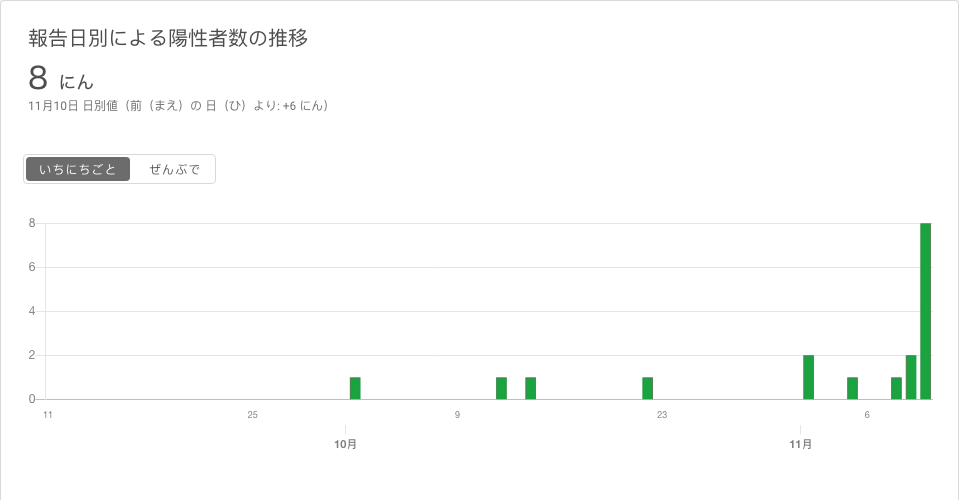 報告日別による陽性者数の推移
8 にん
11月10日 日別値（前（まえ）の 日（ひ）より: +6 にん）
いちにちごと ぜんぶで
8
6
4
2
0
11 25 9 23 6
10月 11月